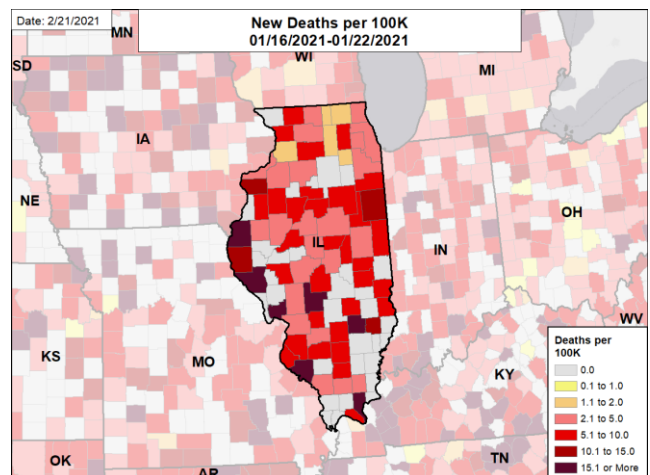 Date: 2/21/2021
New Deaths per 100K
01/16/2021-01/22/2021
MN
SD
WI
MI
IA
NE
OH
IL
IN
WV
KS
MO
KY
OK
AR
TN
Deaths per
100K
0.0
0.1 to 1.0
1.1 to 2.0
2.1 to 5.0
5.1 to 10.0
10.1 to 15.0
15.1 or More